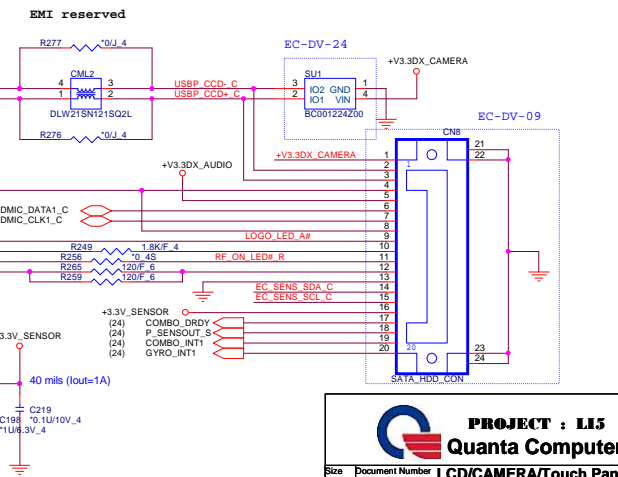 EMI reserved
R277 *0/J_4
EC-DV-24
+V3.3DX_CAMERA
CML2
SU1
4 3 USBP_CCD-_C 3 IO2 GND 1
1 2 USBP_CCD+_C 2 IO1 VIN 4
DLW21SN121SQ2L
BC001224Z00
EC-DV-09
R276 *0/J_4
CN8
+V3.3DX_CAMERA
+V3.3DX_AUDIO
1
2
3
4
5
6
7
8
9
10
11
12
13
14
15
16
17
18
19
20
1
20
21
22
23
24
DMIC_DATA1_C
DMIC_CLK1_C
LOGO_LED_A#
R249 1.8K/F_4
R256 *0_4S RF_ON_LED#_R
R265 120/F_6
R259 120/F_6
EC_SENS_SDA_C
EC_SENS_SCL_C
+3.3V_SENSOR
(24) COMBO_DRDY
(24) P_SENSOUT_S
(24) COMBO_INT1
(24) GYRO_INT1
3.3V_SENSOR
SATA_HDD_CON
40 mils (Iout=1A)
C219
*0.1U/10V_4
C198
*1U/6.3V_4
PROJECT : LI5
Quanta Computer
Size Document Number LCD/CAMERA/Touch Pan